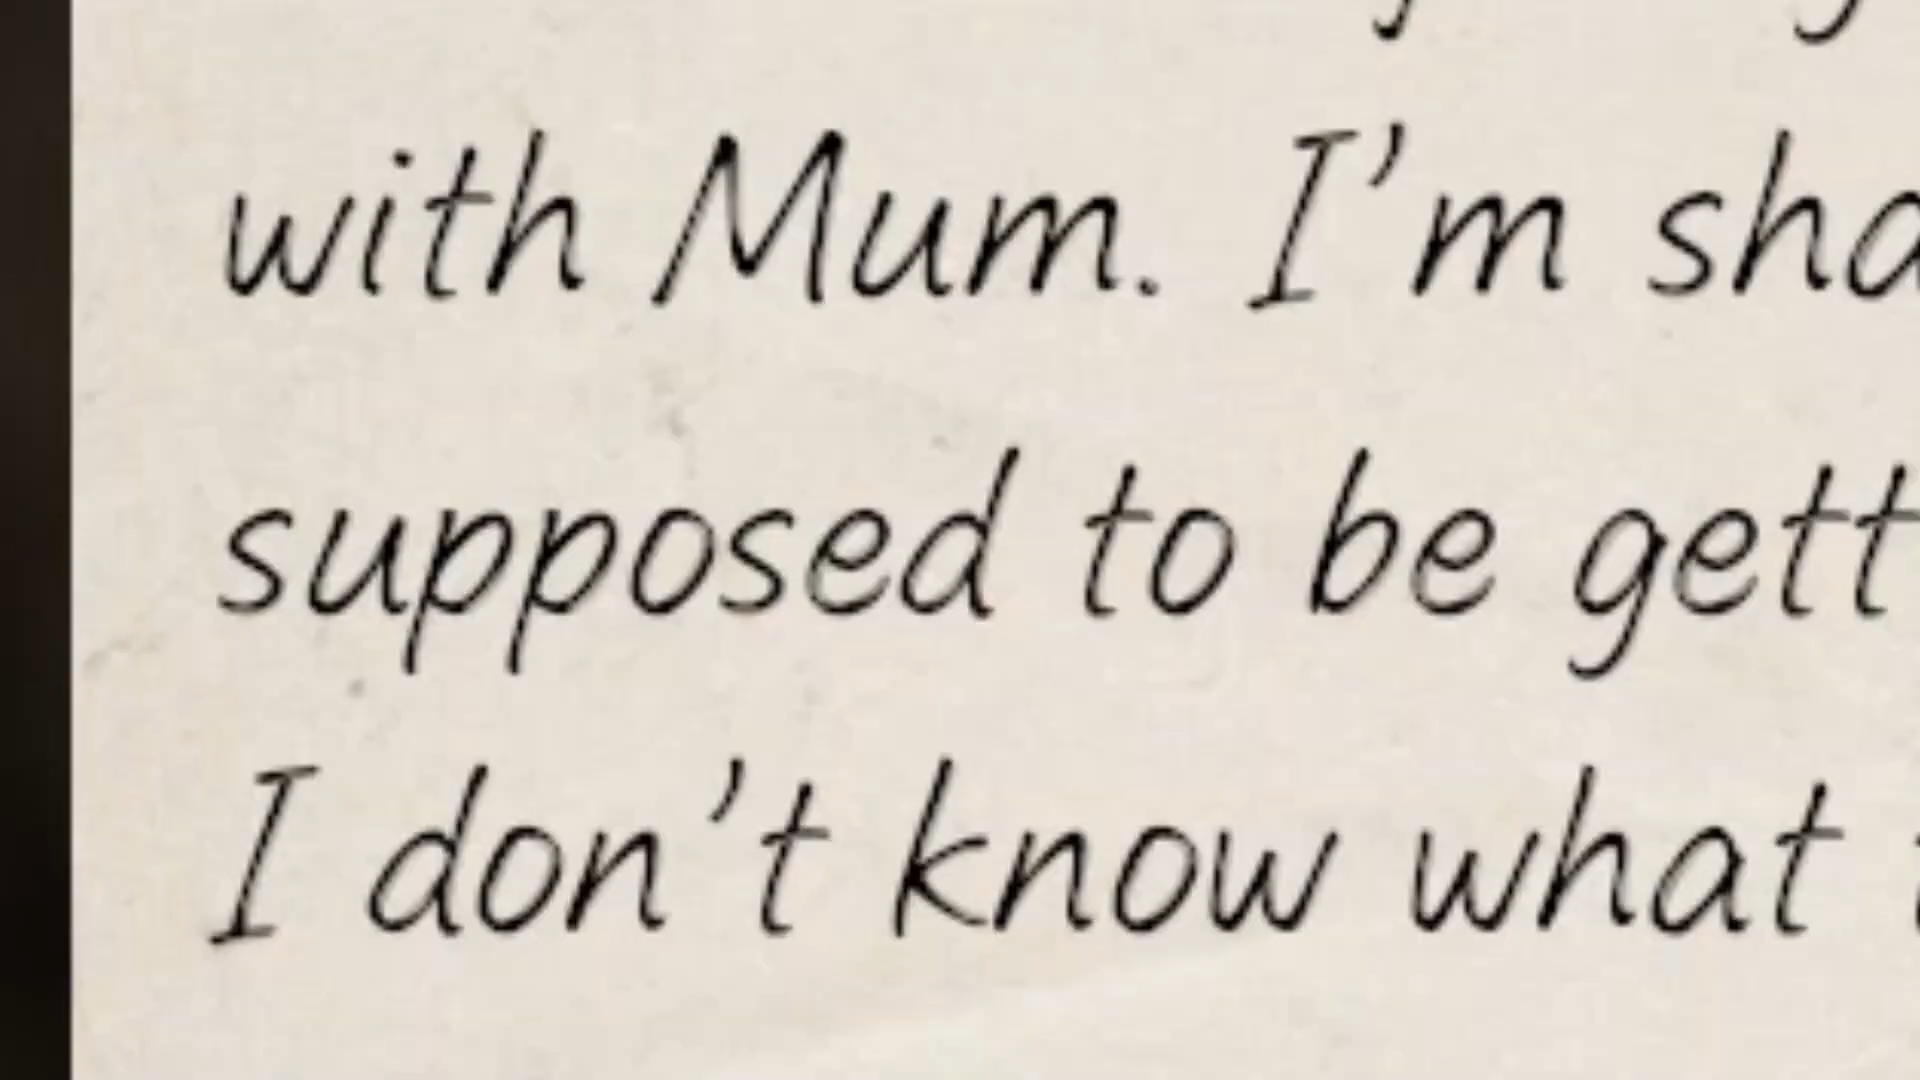 with Mum. I'm
supposed to be
I don't know what